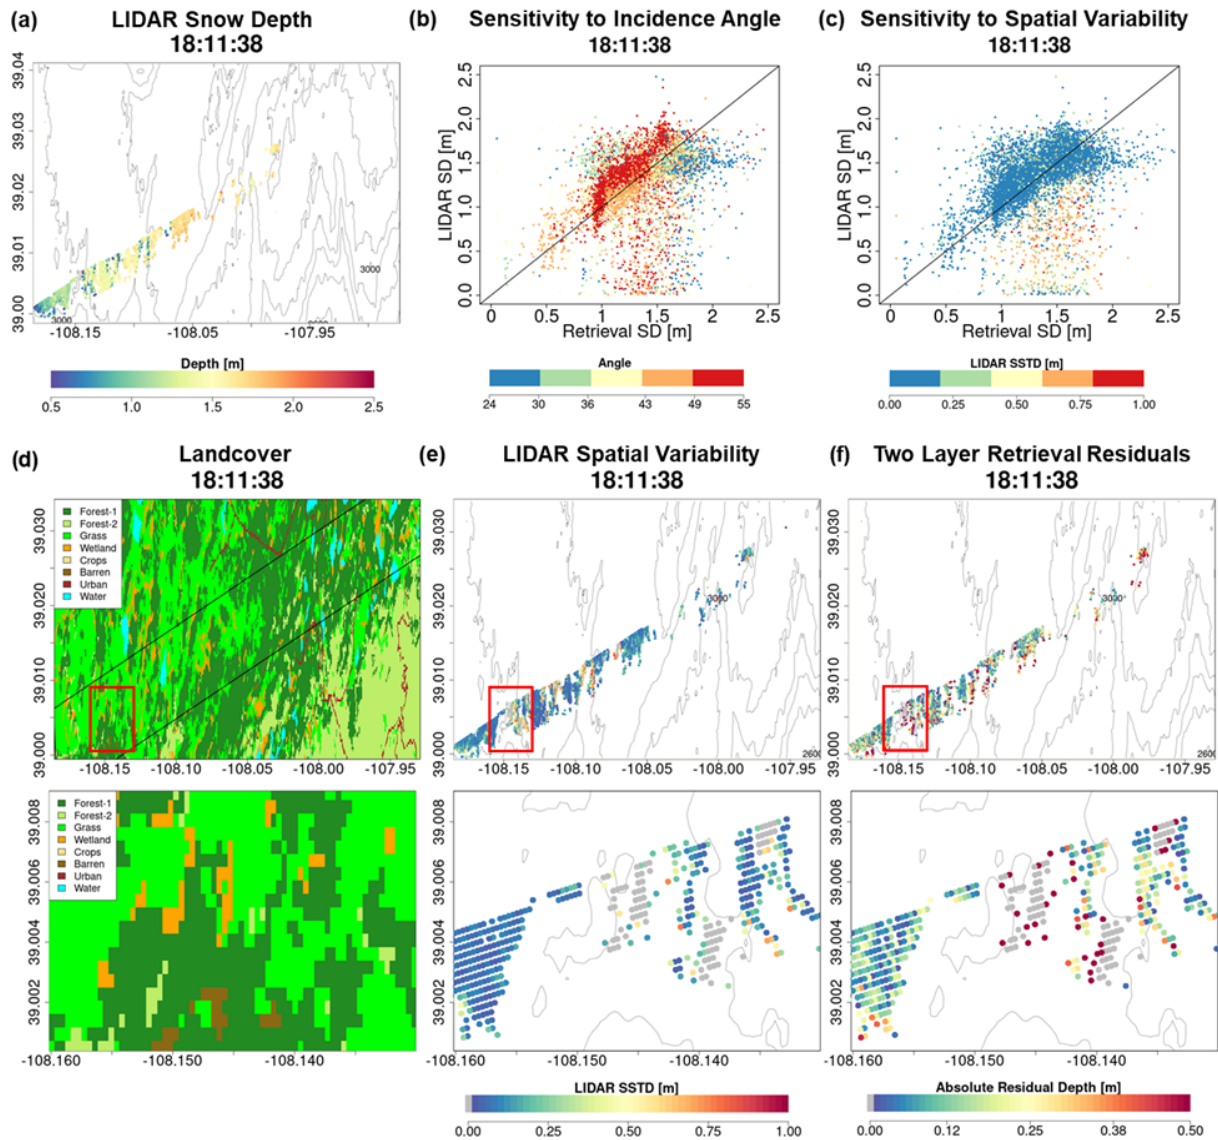 (a) LIDAR Snow Depth
18:11:38
39.04
39.03
39.02
39.01
39.00
3000
3000
-108.15 -108.05 -107.95
Depth [m]
0.5 1.0 1.5 2.0 2.5
(b) Sensitivity to Incidence Angle
18:11:38
LIDAR SD [m]
2.5
2.0
1.5
1.0
0.5
0.0
0 0.5 1 1.5 2 2.5
Retrieval SD [m]
Angle
24 30 36 43 49 55
(c) Sensitivity to Spatial Variability
18:11:38
LIDAR SD [m]
2.5
2.0
1.5
1.0
0.5
0.0
0 0.5 1 1.5 2 2.5
Retrieval SD [m]
LIDAR SSTD [m]
0.00 0.25 0.50 0.75 1.00
(d) Landcover
18:11:38
Forest-1
Forest-2
Grass
Wetland
Crops
Barren
Urban
Water
39.030
39.020
39.010
39.000
-108.15 -108.10 -108.05 -108.00 -107.95
Forest-1
Forest-2
Grass
Wetland
Crops
Barren
Urban
Water
39.008
39.006
39.004
39.002
-108.160 -108.150 -108.140
(e) LIDAR Spatial Variability
18:11:38
39.030
39.020
39.010
39.000
3000
2600
-108.15 -108.10 -108.05 -108.00 -107.95
39.008
39.006
39.004
39.002
-108.160 -108.150 -108.140
LIDAR SSTD [m]
0.00 0.25 0.50 0.75 1.00
(f) Two Layer Retrieval Residuals
18:11:38
39.030
39.020
39.010
39.000
3000
2600
-108.15 -108.10 -108.05 -108.00 -107.95
39.008
39.006
39.004
39.002
-108.160 -108.150 -108.140
Absolute Residual Depth [m]
0.00 0.12 0.25 0.38 0.50